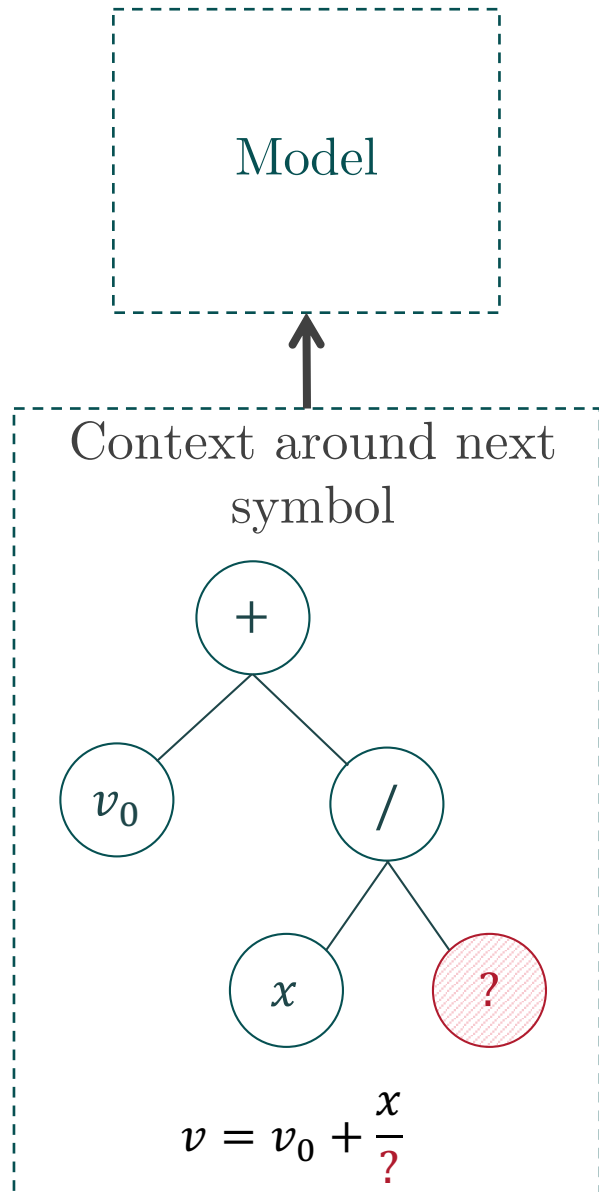 Model
Context around next
symbol
+
v₀ /
x ?
v = v₀ + x/?